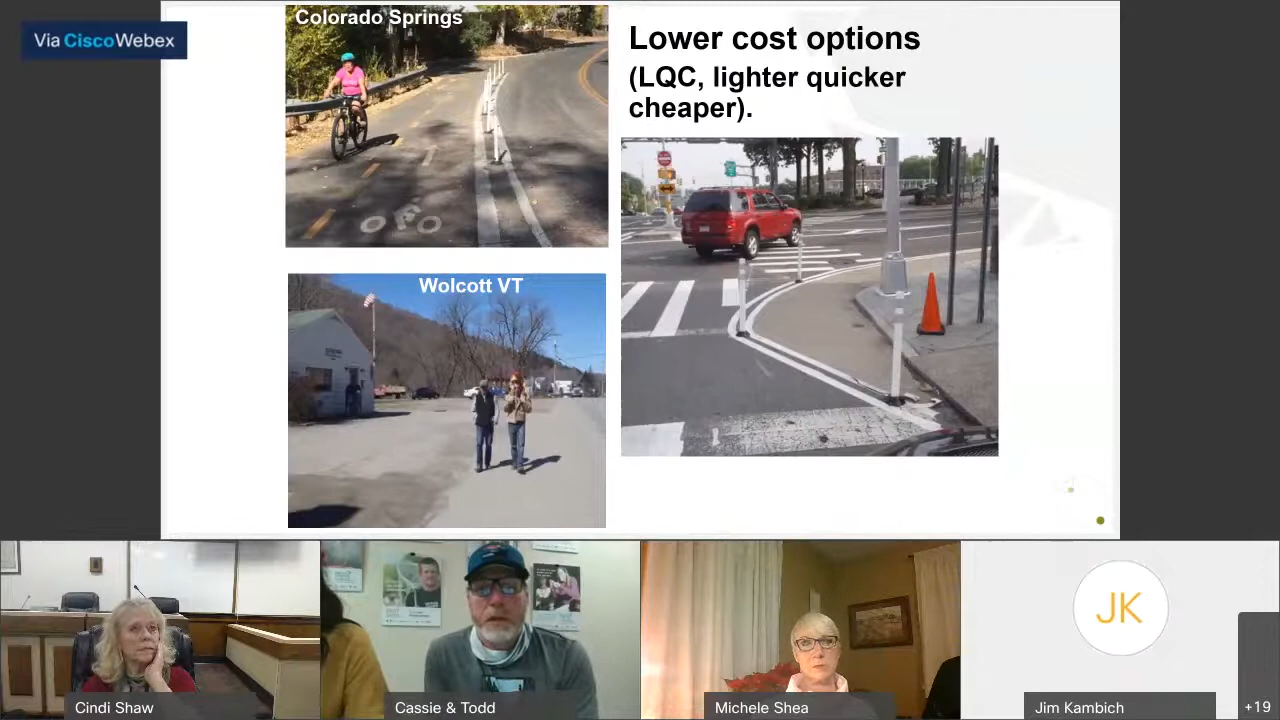 Via CiscoWebex
Colorado Springs
Lower cost options
(LQC, lighter quicker
cheaper).
Wolcott VT
JK
Cindi Shaw
Cassie & Todd
Michele Shea
Jim Kambich
+19